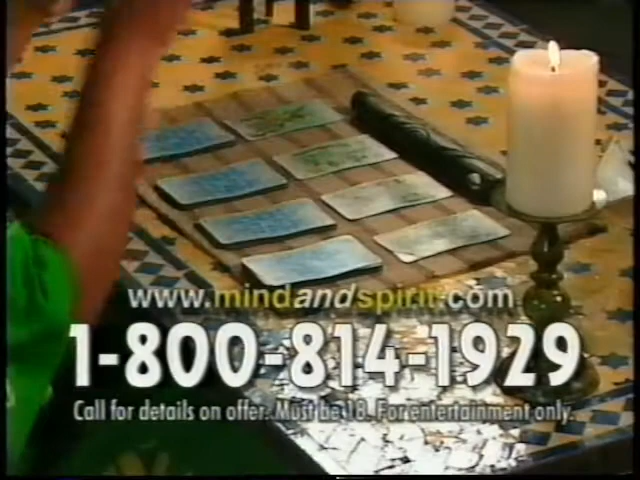 www.mindandspirit.com
1-800-814-1929
Call for details on offer. Must be 18. For entertainment only.